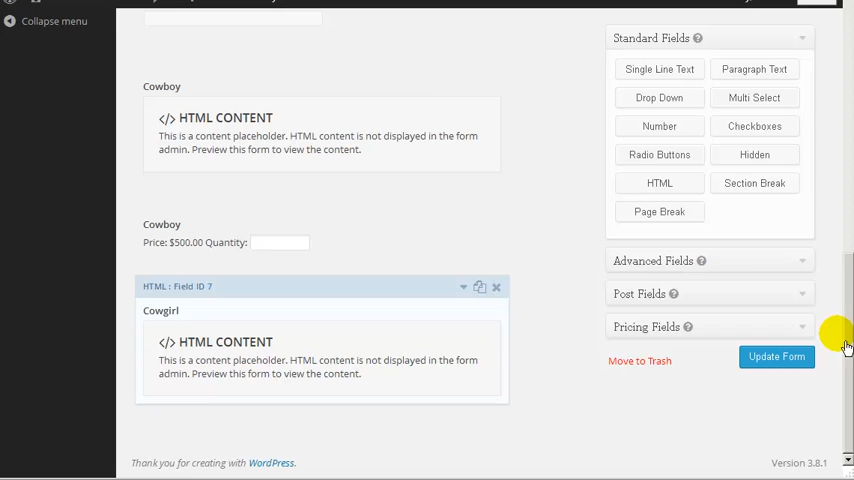 Collapse menu
Standard Fields
Single Line Text
Paragraph Text
Cowboy
</> HTML CONTENT
This is a content placeholder. HTML content is not displayed in the form
admin. Preview this form to view the content.
Drop Down
Multi Select
Number
Checkboxes
Radio Buttons
Hidden
HTML
Section Break
Page Break
Cowboy
Price: $500.00 Quantity:
Advanced Fields
HTML : Field ID 7
Post Fields
Cowgirl
</> HTML CONTENT
This is a content placeholder. HTML content is not displayed in the form
admin. Preview this form to view the content.
Pricing Fields
Move to Trash
Update Form
Thank you for creating with WordPress.
Version 3.8.1